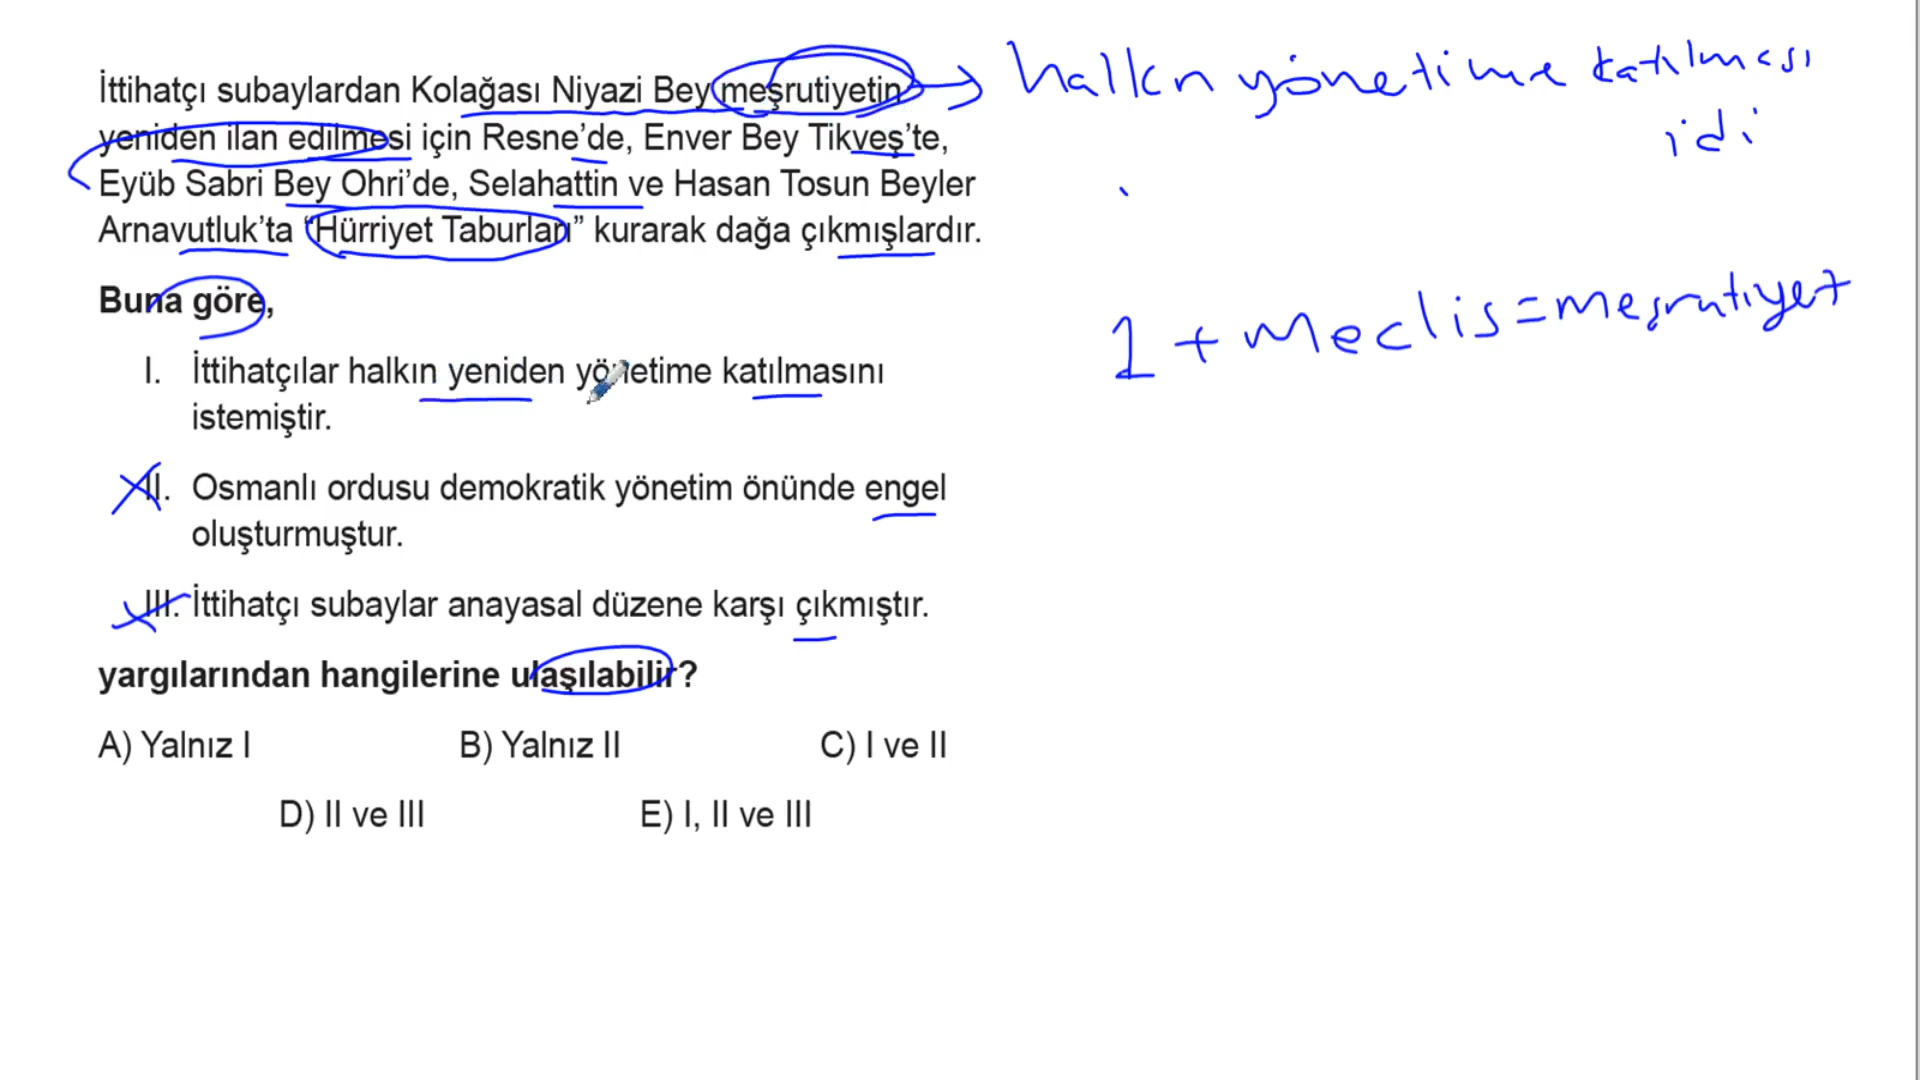 İttihatçı subaylardan Kolağası Niyazi Bey meşrutiyetin
yeniden ilan edilmesi için Resne’de, Enver Bey Tikveş’te,
Eyüb Sabri Bey Ohri’de, Selahattin ve Hasan Tosun Beyler
Arnavutluk’ta “Hürriyet Taburları” kurarak dağa çıkmışlardır.
Buna göre,
I. İttihatçılar halkın yeniden yönetime katılmasını
istemiştir.
II. Osmanlı ordusu demokratik yönetim önünde engel
oluşturmuştur.
III. İttihatçı subaylar anayasal düzene karşı çıkmıştır.
yargılarından hangilerine ulaşılabilir?
A) Yalnız I B) Yalnız II C) I ve II
D) II ve III E) I, II ve III
halkın yönetime katılması
idi
1 + Meclis = meşrutiyet